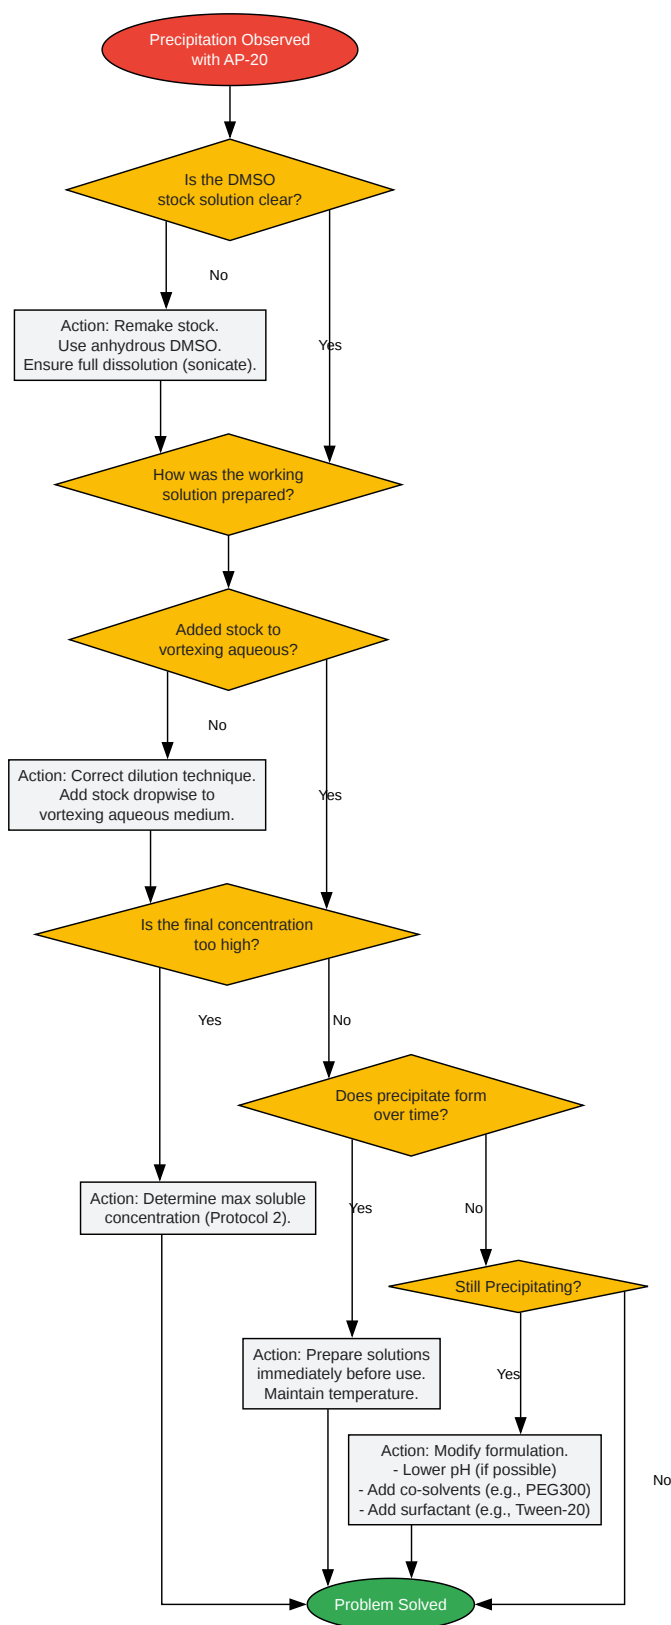 Precipitation Observed
with AP-20
Is the DMSO
stock solution clear?
No
Yes
Action: Remake stock.
Use anhydrous DMSO.
Ensure full dissolution (sonicate).
How was the working
solution prepared?
Added stock to
vortexing aqueous?
No
Yes
Action: Correct dilution technique.
Add stock dropwise to
vortexing aqueous medium.
Is the final concentration
too high?
Yes
No
Does precipitate form
over time?
Action: Determine max soluble
concentration (Protocol 2).
Yes
No
Still Precipitating?
Action: Prepare solutions
immediately before use.
Maintain temperature.
Yes
Action: Modify formulation.
- Lower pH (if possible)
- Add co-solvents (e.g., PEG300)
- Add surfactant (e.g., Tween-20)
No
Problem Solved